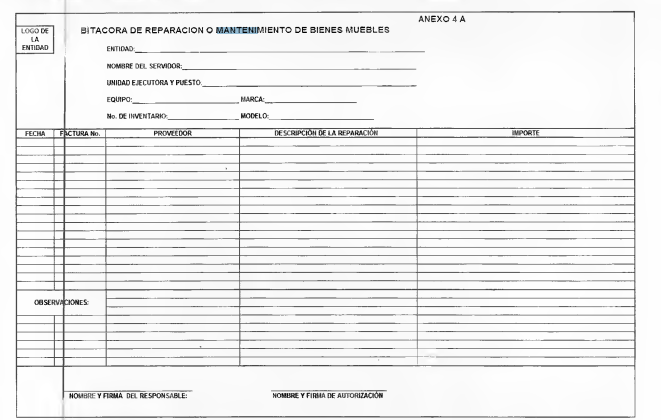 ANEXO 4 A
LOGO DE
LA
ENTIDAD
BITACORA DE REPARACION O MANTENIMIENTO DE BIENES MUEBLES
ENTIDAD:
NOMBRE DEL SERVIDOR:
UNIDAD EJECUTORA Y PUESTO:
EQUIPO: MARCA:
No. DE INVENTARIO: MODELO:
FECHA FACTURA No. PROVEEDOR DESCRIPCIÓN DE LA REPARACIÓN IMPORTE
OBSERVACIONES:
NOMBRE Y FIRMA DEL RESPONSABLE: NOMBRE Y FIRMA DE AUTORIZACIÓN